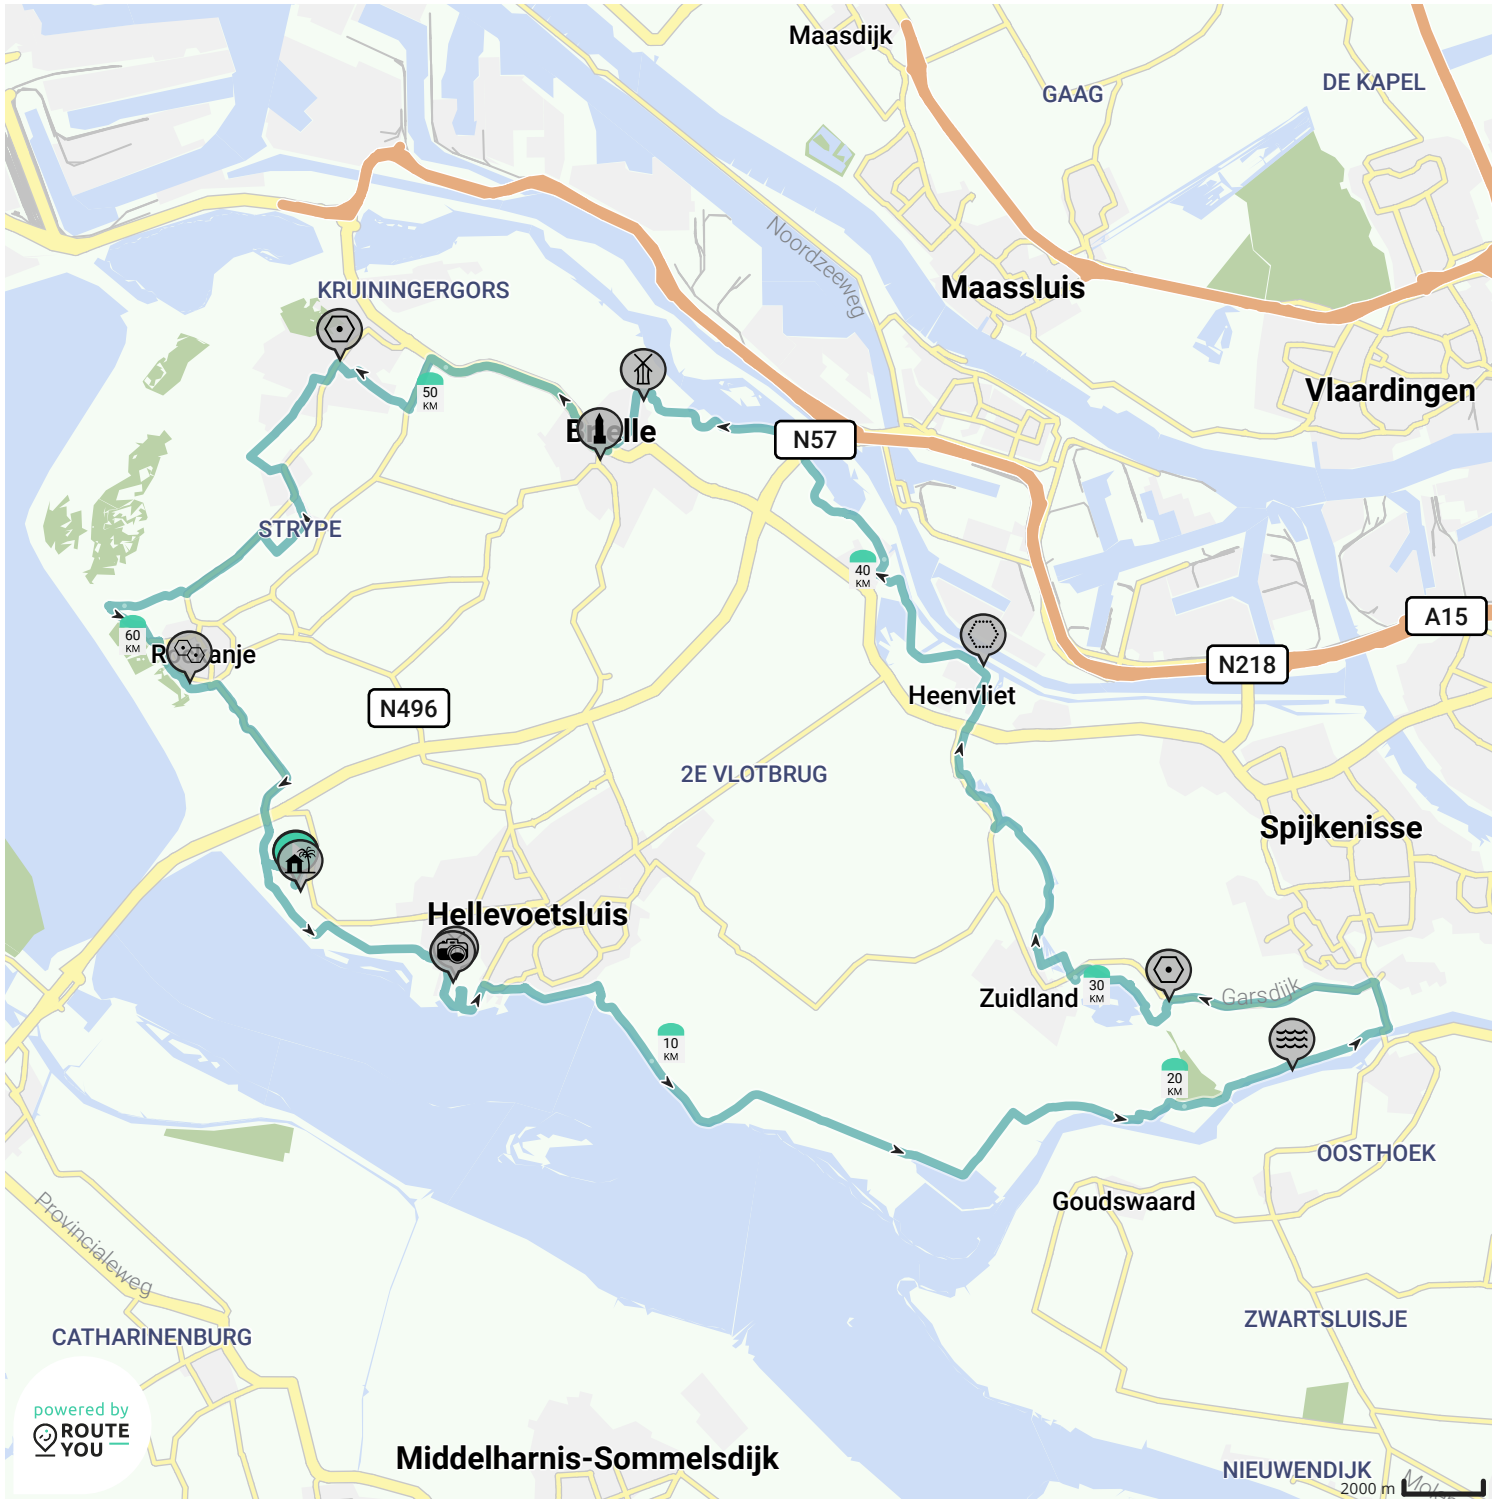 Maasdijk
DE KAPEL
GAAG
Noordzeeweg
KRUININGERGORS
Maassluis
Vlaardingen
50
KM
Brielle
N57
STRYPE
40
KM
A15
60
KM
Rockanje
N218
Heenvliet
N496
2E VLOTBRUG
Spijkenisse
Hellevoetsluis
Zuidland
30
KM
Garsdijk
10
KM
20
KM
OOSTHOEK
Goudswaard
Provincialeweg
ZWARTSLUISJE
CATHARINENBURG
powered by
ROUTE
YOU
Middelharnis-Sommelsdijk
NIEUWENDIJK
2000 m